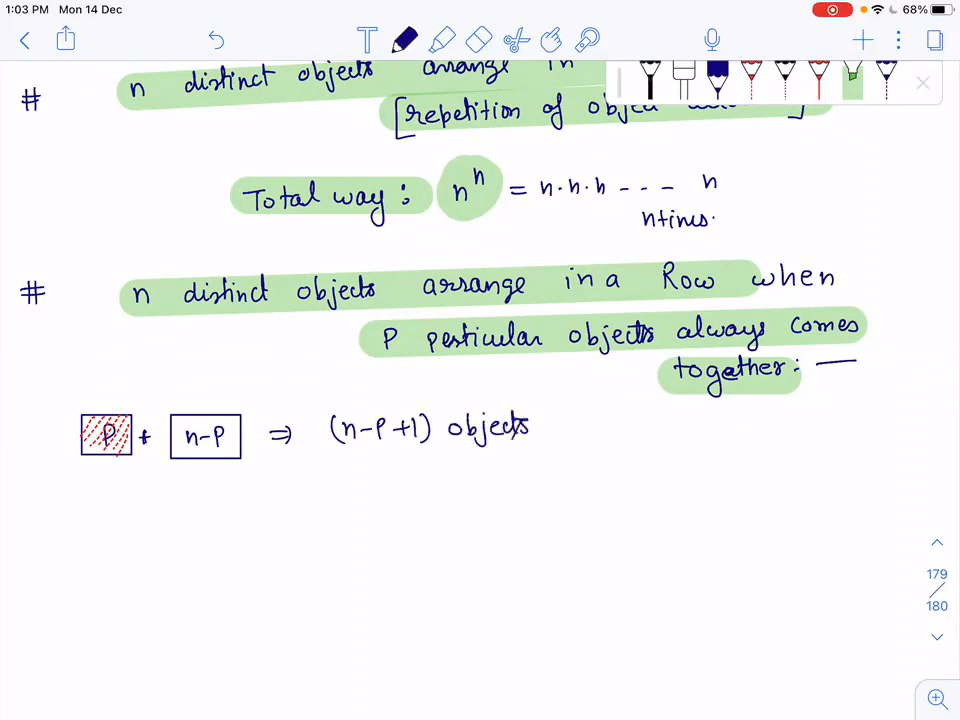 1:03 PM Mon 14 Dec
68%
# n distinct objects arrange in
[repetition of objec
Total way : n^n = n·n·n - - - - n
ntimes·
# n distinct objects arrange in a Row when
P perticular objects always comes
together : —
P + n-P ⇒ (n-P+1) objects
179
180